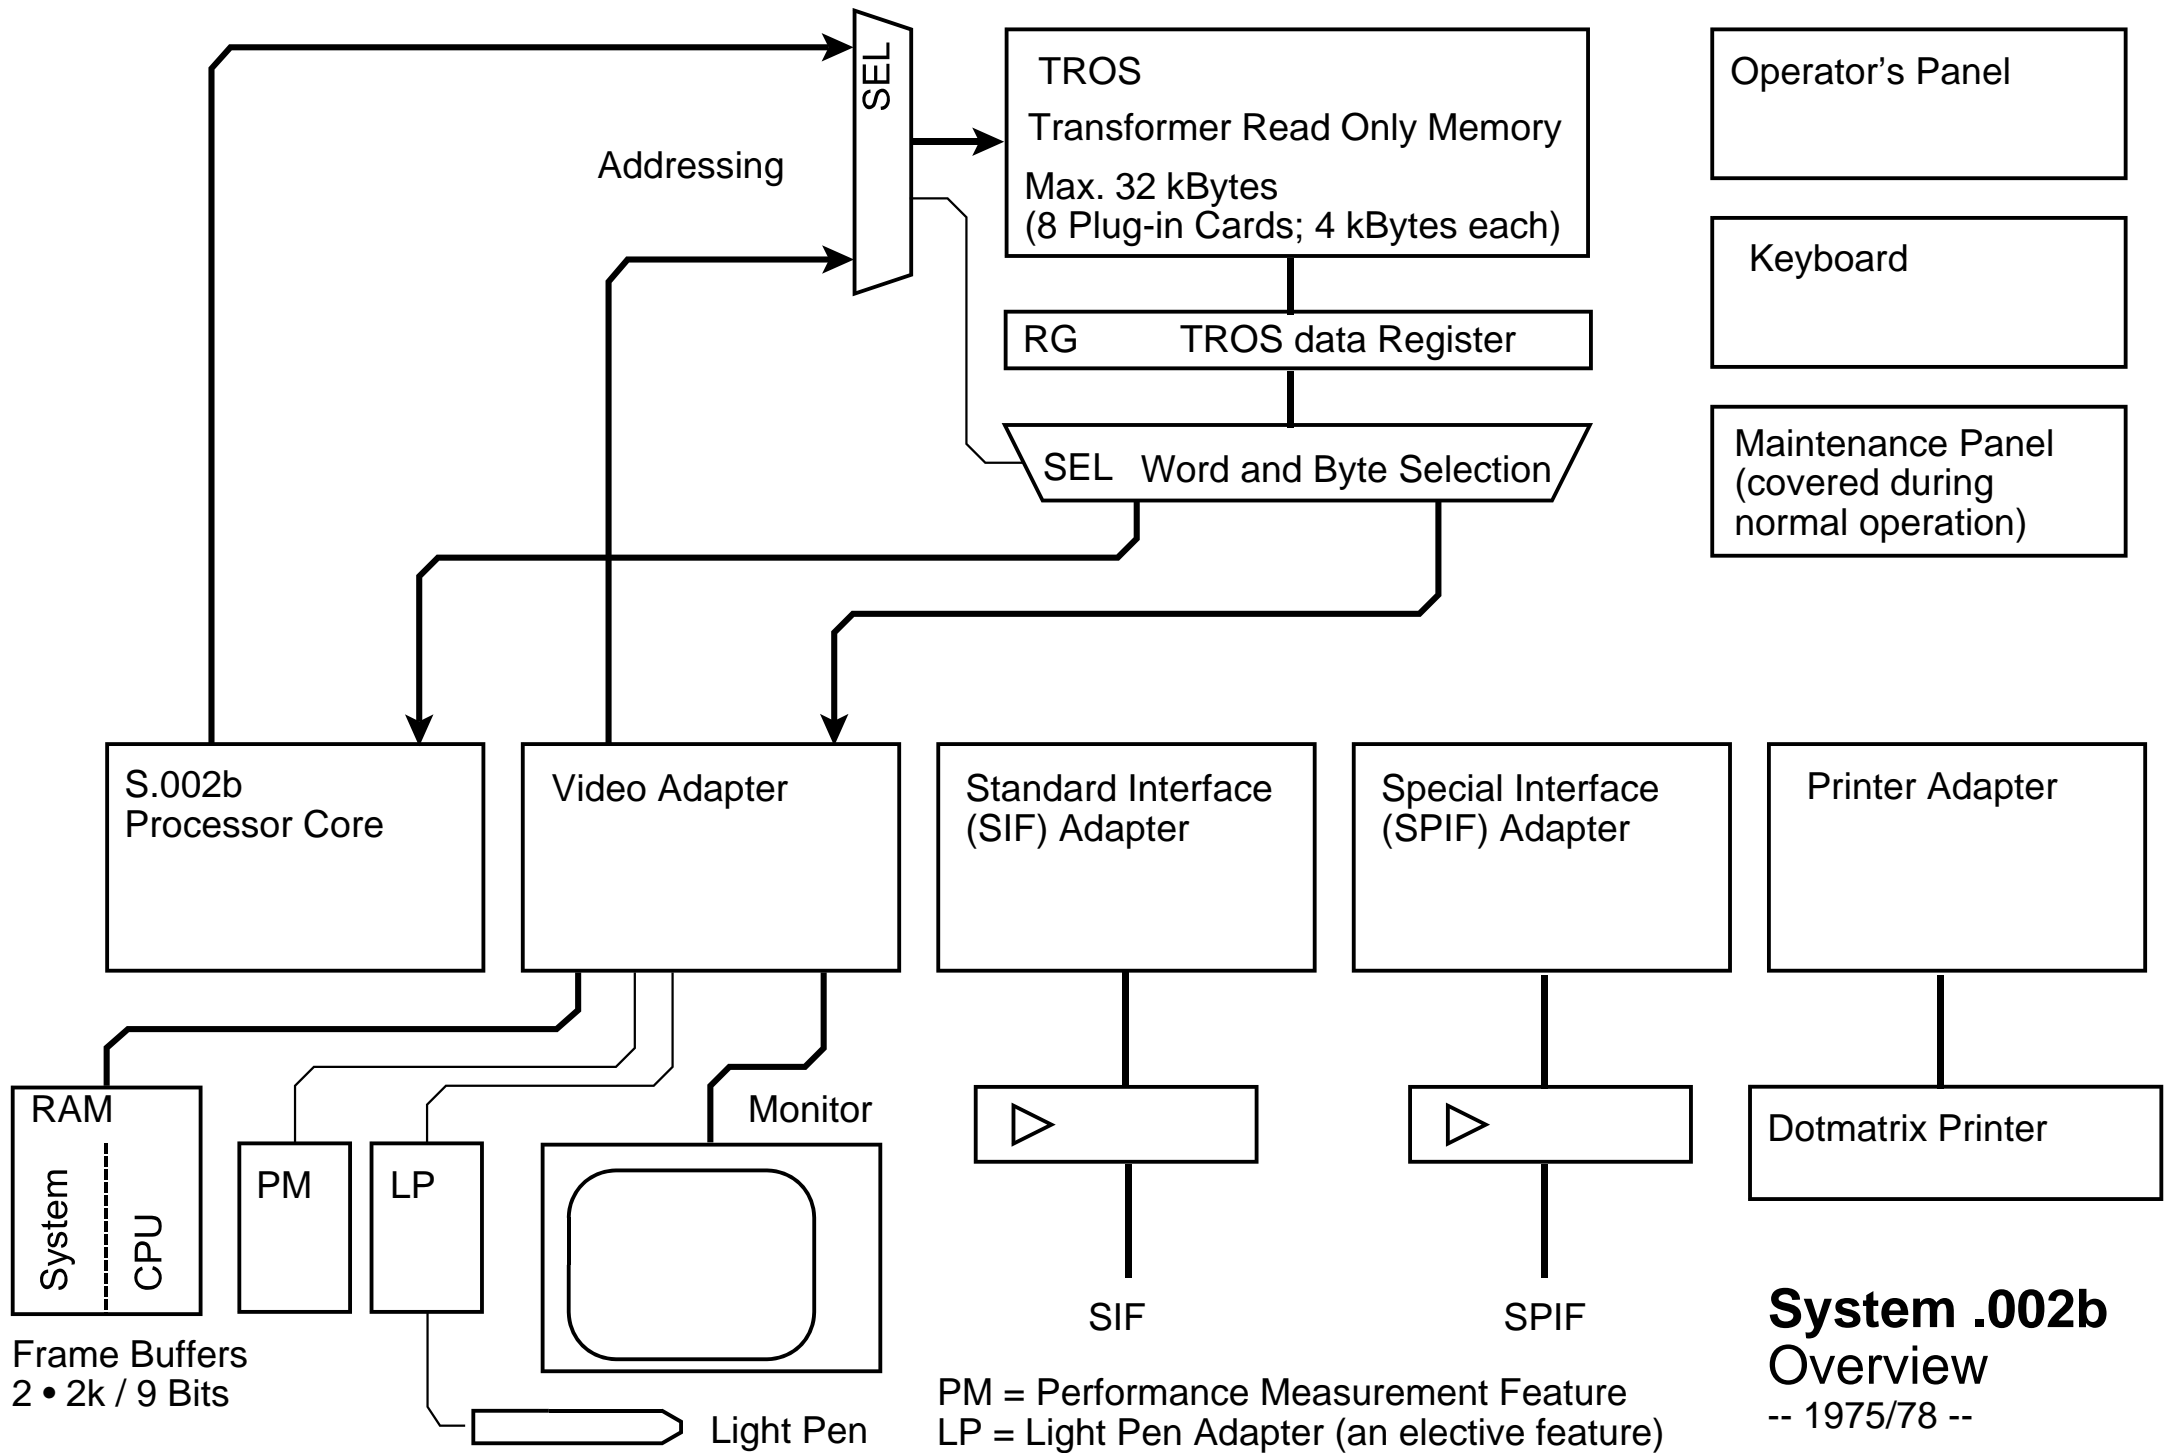 SEL
TROS
Transformer Read Only Memory
Max. 32 kBytes
(8 Plug-in Cards; 4 kBytes each)
Operator's Panel
Addressing
Keyboard
RG TROS data Register
SEL Word and Byte Selection
Maintenance Panel
(covered during
normal operation)
S.002b
Processor Core
Video Adapter
Standard Interface
(SIF) Adapter
Special Interface
(SPIF) Adapter
Printer Adapter
RAM
System
CPU
PM
LP
Monitor
Dotmatrix Printer
Frame Buffers
2 • 2k / 9 Bits
Light Pen
SIF
SPIF
PM = Performance Measurement Feature
LP = Light Pen Adapter (an elective feature)
System .002b
Overview
-- 1975/78 --